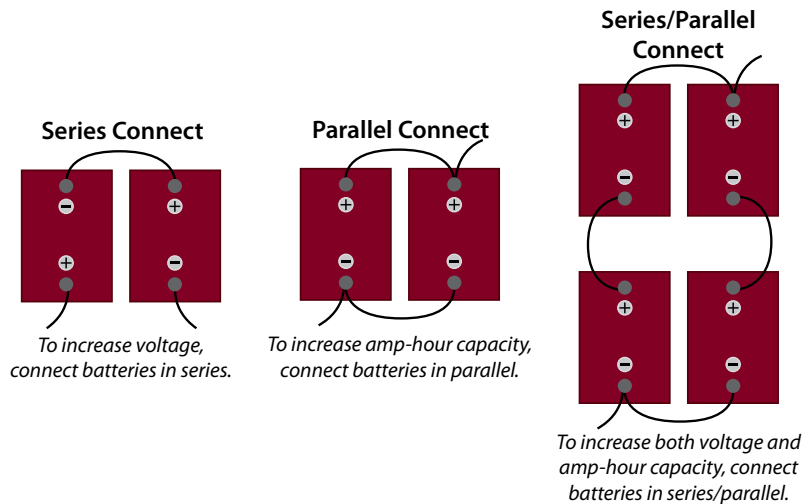 Series Connect
−
+
+
−
To increase voltage,
connect batteries in series.
Parallel Connect
+
+
−
−
To increase amp-hour capacity,
connect batteries in parallel.
Series/Parallel
Connect
+
+
−
−
+
+
−
−
To increase both voltage and
amp-hour capacity, connect
batteries in series/parallel.